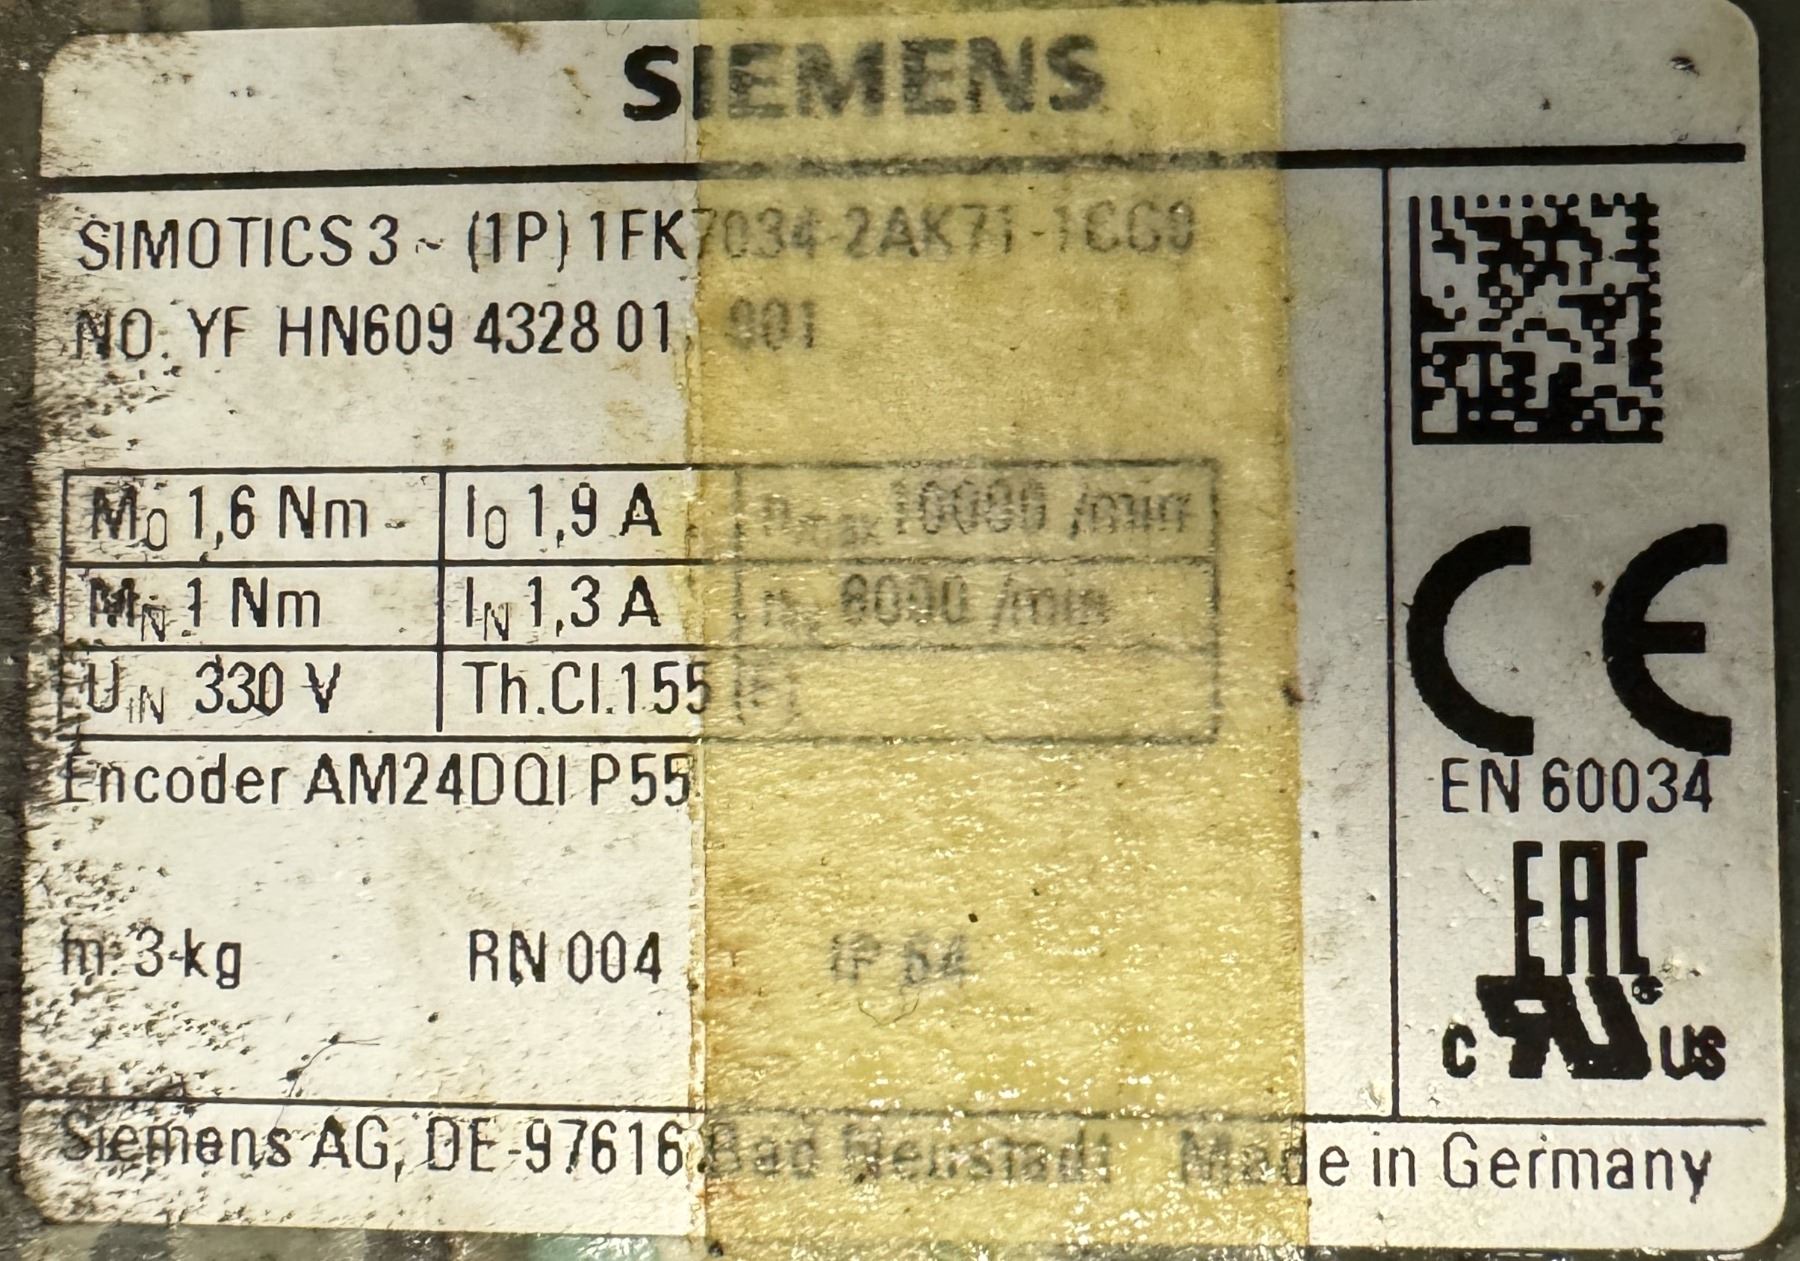 SIEMENS
SIMOTICS 3 ~ (1P) 1FK7034-2AK71-1CG0
NO. YF HN609 4328 01 001
M0 1,6 Nm I0 1,9 A nmax 10000 /min
MN 1 Nm IN 1,3 A nN 6000 /min
UIN 330 V Th.Cl.155 (F)
Encoder AM24DQI P55
m: 3 kg RN 004 IP 64
CE
EN 60034
EAC
c RU ® US
Siemens AG, DE-97616 Bad Neustadt Made in Germany